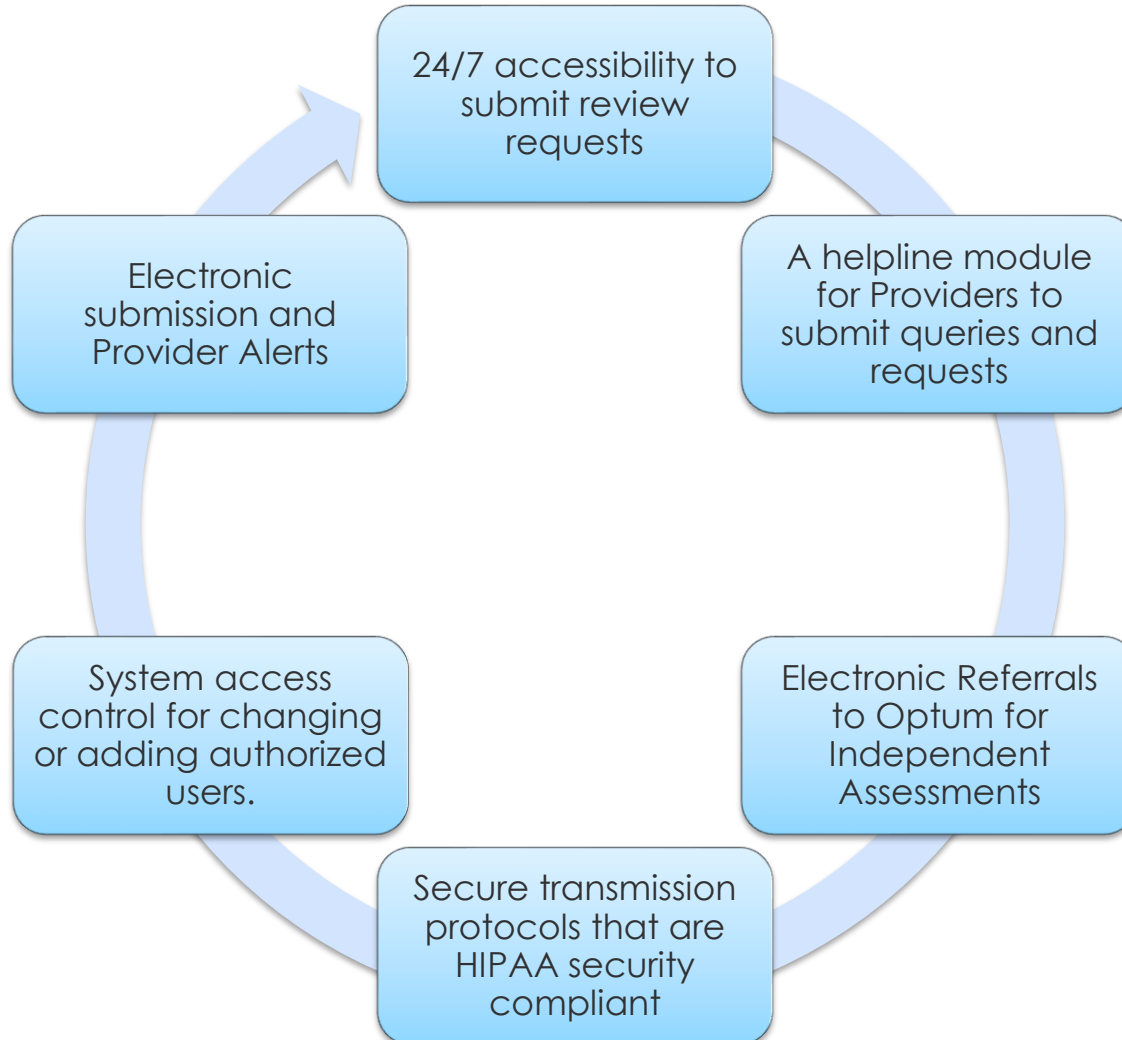 24/7 accessibility to
submit review
requests
A helpline module
for Providers to
submit queries and
requests
Electronic Referrals
to Optum for
Independent
Assessments
Secure transmission
protocols that are
HIPAA security
compliant
System access
control for changing
or adding authorized
users.
Electronic
submission and
Provider Alerts